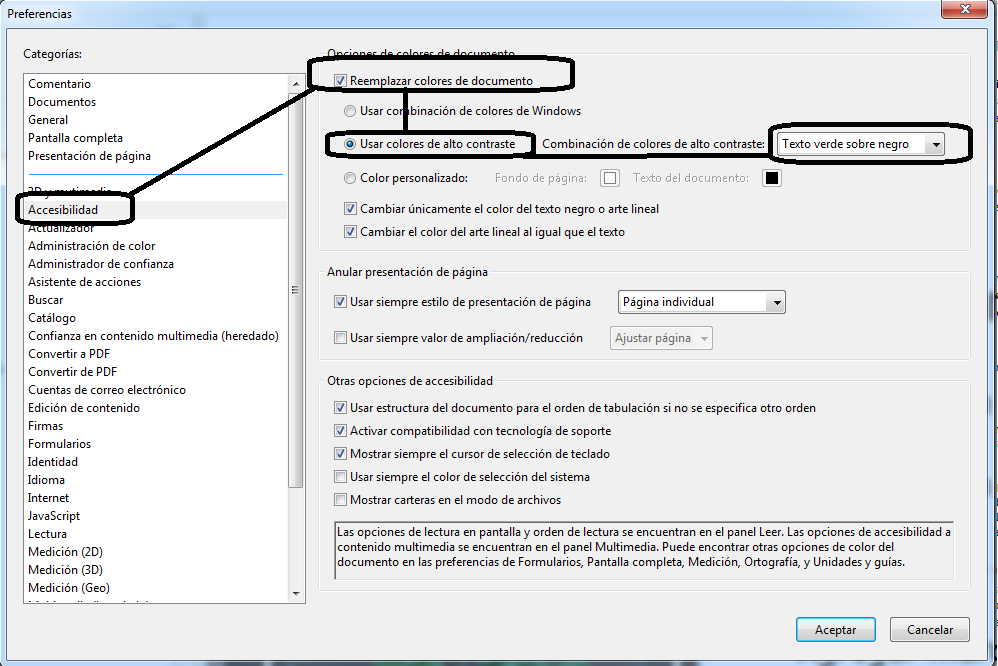 Preferencias
Categorías:
Comentario
Documentos
General
Pantalla completa
Presentación de página
Accesibilidad
Actualizador
Administración de color
Administrador de confianza
Asistente de acciones
Buscar
Catálogo
Confianza en contenido multimedia (heredado)
Convertir a PDF
Convertir de PDF
Cuentas de correo electrónico
Edición de contenido
Firmas
Formularios
Identidad
Idioma
Internet
JavaScript
Lectura
Medición (2D)
Medición (3D)
Medición (Geo)
Opciones de colores de documento
Reemplazar colores de documento
Usar combinación de colores de Windows
Usar colores de alto contraste Combinación de colores de alto contraste: Texto verde sobre negro
Color personalizado: Fondo de página: Texto del documento:
Cambiar únicamente el color del texto negro o arte lineal
Cambiar el color del arte lineal al igual que el texto
Anular presentación de página
Usar siempre estilo de presentación de página Página individual
Usar siempre valor de ampliación/reducción Ajustar página
Otras opciones de accesibilidad
Usar estructura del documento para el orden de tabulación si no se especifica otro orden
Activar compatibilidad con tecnología de soporte
Mostrar siempre el cursor de selección de teclado
Usar siempre el color de selección del sistema
Mostrar carteras en el modo de archivos
Las opciones de lectura en pantalla y orden de lectura se encuentran en el panel Leer. Las opciones de accesibilidad a
contenido multimedia se encuentran en el panel Multimedia. Puede encontrar otras opciones de color del
documento en las preferencias de Formularios, Pantalla completa, Medición, Ortografía, y Unidades y guías.
Aceptar Cancelar